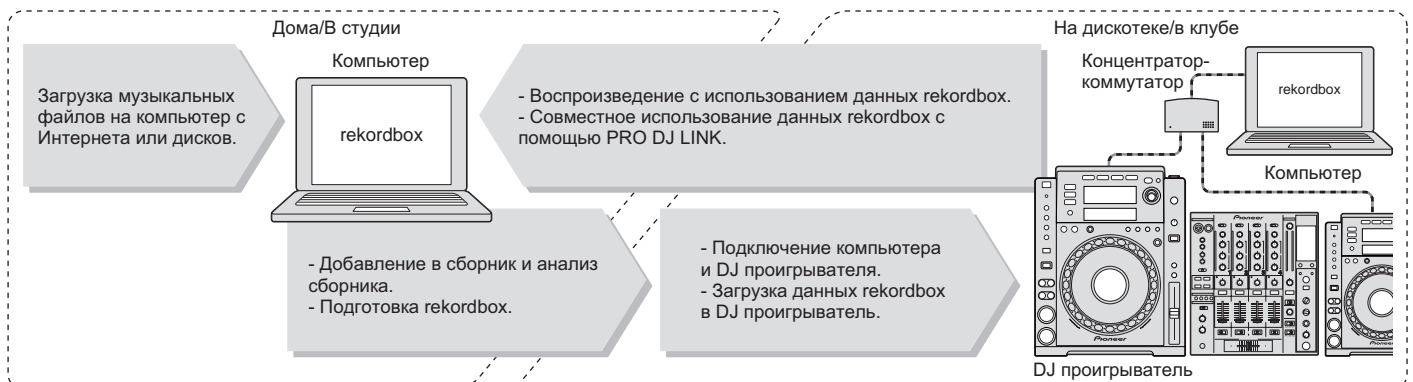 Дома/В студии
Компьютер
Загрузка музыкальных
файлов на компьютер с
Интернета или дисков.
rekordbox
- Воспроизведение с использованием данных rekordbox.
- Совместное использование данных rekordbox с
помощью PRO DJ LINK.
- Добавление в сборник и анализ
сборника.
- Подготовка rekordbox.
- Подключение компьютера
и DJ проигрывателя.
- Загрузка данных rekordbox
в DJ проигрыватель.
На дискотеке/в клубе
Концентратор-
коммутатор
rekordbox
Компьютер
Pioneer
Pioneer
DJ проигрыватель